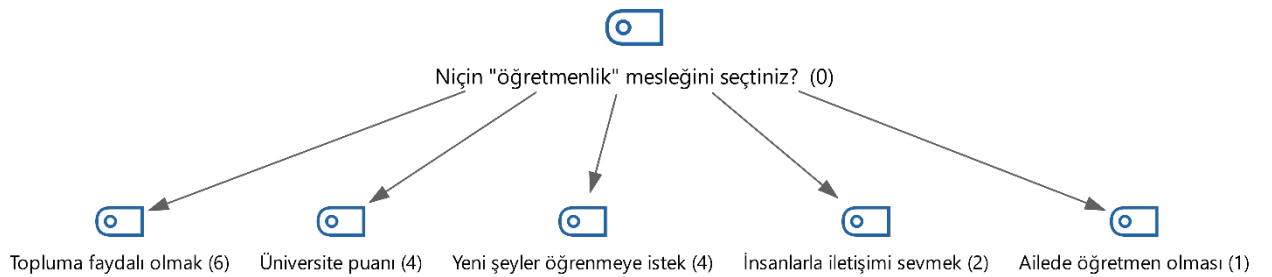 Niçin "öğretmenlik" mesleğini seçtiniz? (0)
Topluma faydalı olmak (6)
Üniversite puanı (4)
Yeni şeyler öğrenmeye istek (4)
İnsanlarla iletişimi sevmek (2)
Ailede öğretmen olması (1)